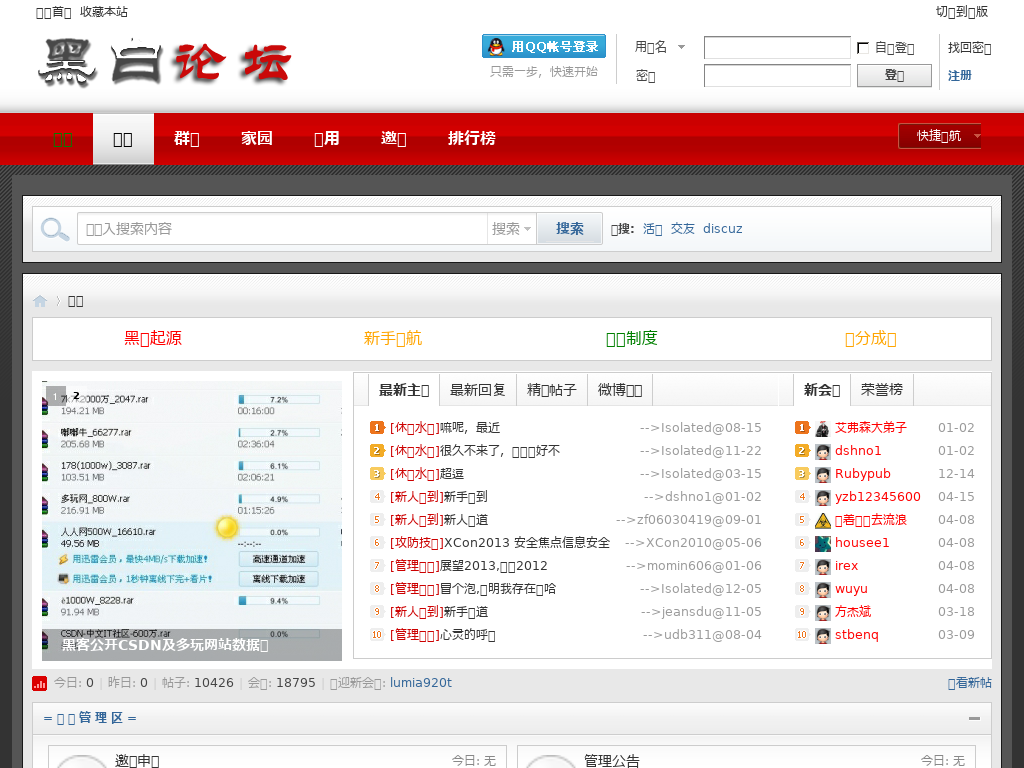 首 收藏本站
切 到 版
黑白论坛
用QQ帐号登录
只需一步，快速开始
用 名
自 登
找回密
密
登
注册
群 家园 用 邀 排行榜
快捷 航
入搜索内容 搜索 搜索
搜: 活 交友 discuz
黑 起源 新手 航 制度 分成
1 2
最新主 最新回复 精 帖子 微博
新会 荣誉榜
2000万_2047.rar 7.2%
194.21 MB 00:16:00
嘟嘟牛_66277.rar 2.7%
205.68 MB 02:36:04
178(1000w)_3087.rar 6.1%
103.51 MB 02:06:21
多玩网_800W.rar 4.9%
216.91 MB 01:15:26
人人网500W_16610.rar 0.0%
49.56 MB --:--:--
用迅雷会员，最快4MB/s下载加速! 高速通道加速
用迅雷会员，1秒钟离线下完+看片! 离线下载加速
è1000W_8228.rar 9.4%
91.94 MB
CSDN-中文IT社区-600万.rar 0.0%
黑客公开CSDN及多玩网站数据
1 [休 水 ]嘛呢，最近 -->Isolated@08-15
2 [休 水 ]很久不来了， 好不 -->Isolated@11-22
3 [休 水 ]超逗 -->Isolated@03-15
4 [新人 到]新手 到 -->dshno1@01-02
5 [新人 到]新人 道 -->zf06030419@09-01
6 [攻防技 ]XCon2013 安全焦点信息安全 -->XCon2010@05-06
7 [管理 ]展望2013, 2012 -->momin606@01-06
8 [管理 ]冒个泡, 明我存在 哈 -->Isolated@12-05
9 [新人 到]新手 道 -->jeansdu@11-05
10 [管理 ]心灵的呼 -->udb311@08-04
1 艾弗森大弟子 01-02
2 dshno1 01-02
3 Rubypub 12-14
4 yzb12345600 04-15
5 若 去流浪 04-08
6 housee1 04-08
7 irex 04-08
8 wuyu 04-08
9 方杰斌 03-18
10 stbenq 03-09
今日: 0 | 昨日: 0 | 帖子: 10426 | 会 : 18795 | 迎新会 : lumia920t
看新帖
= 管 理 区 =
邀 申 今日: 无
管理公告 今日: 无